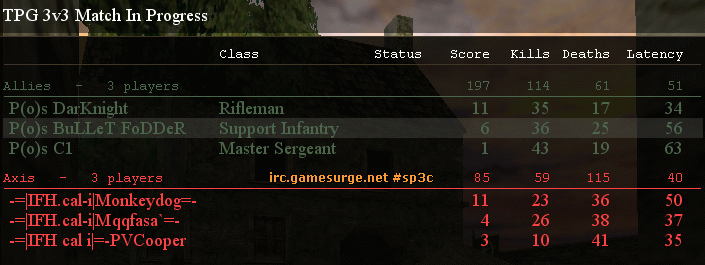 TPG 3v3 Match In Progress
Class Status Score Kills Deaths Latency
Allies - 3 players 197 114 61 51
P(o)s DarKnight Rifleman 11 35 17 34
P(o)s BuLLeT FoDDeR Support Infantry 6 36 25 56
P(o)s C1 Master Sergeant 1 43 19 63
Axis - 3 players irc.gamesurge.net #sp3c 85 59 115 40
-=|IFH.cal-i|Monkeydog=- 11 23 36 50
-=|IFH.cal-i|Mqqfasa`=- 4 26 38 37
-=|IFH cal i|=-PVCooper 3 10 41 35